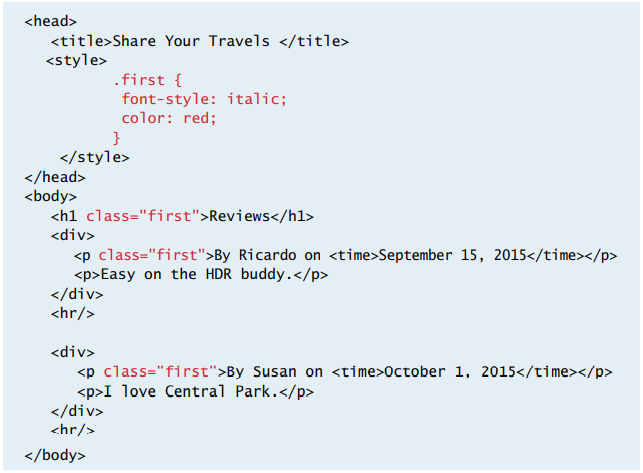 <head>
<title>Share Your Travels </title>
<style>
.first {
font-style: italic;
color: red;
}
</style>
</head>
<body>
<h1 class="first">Reviews</h1>
<div>
<p class="first">By Ricardo on <time>September 15, 2015</time></p>
<p>Easy on the HDR buddy.</p>
</div>
<hr/>
<div>
<p class="first">By Susan on <time>October 1, 2015</time></p>
<p>I love Central Park.</p>
</div>
<hr/>
</body>